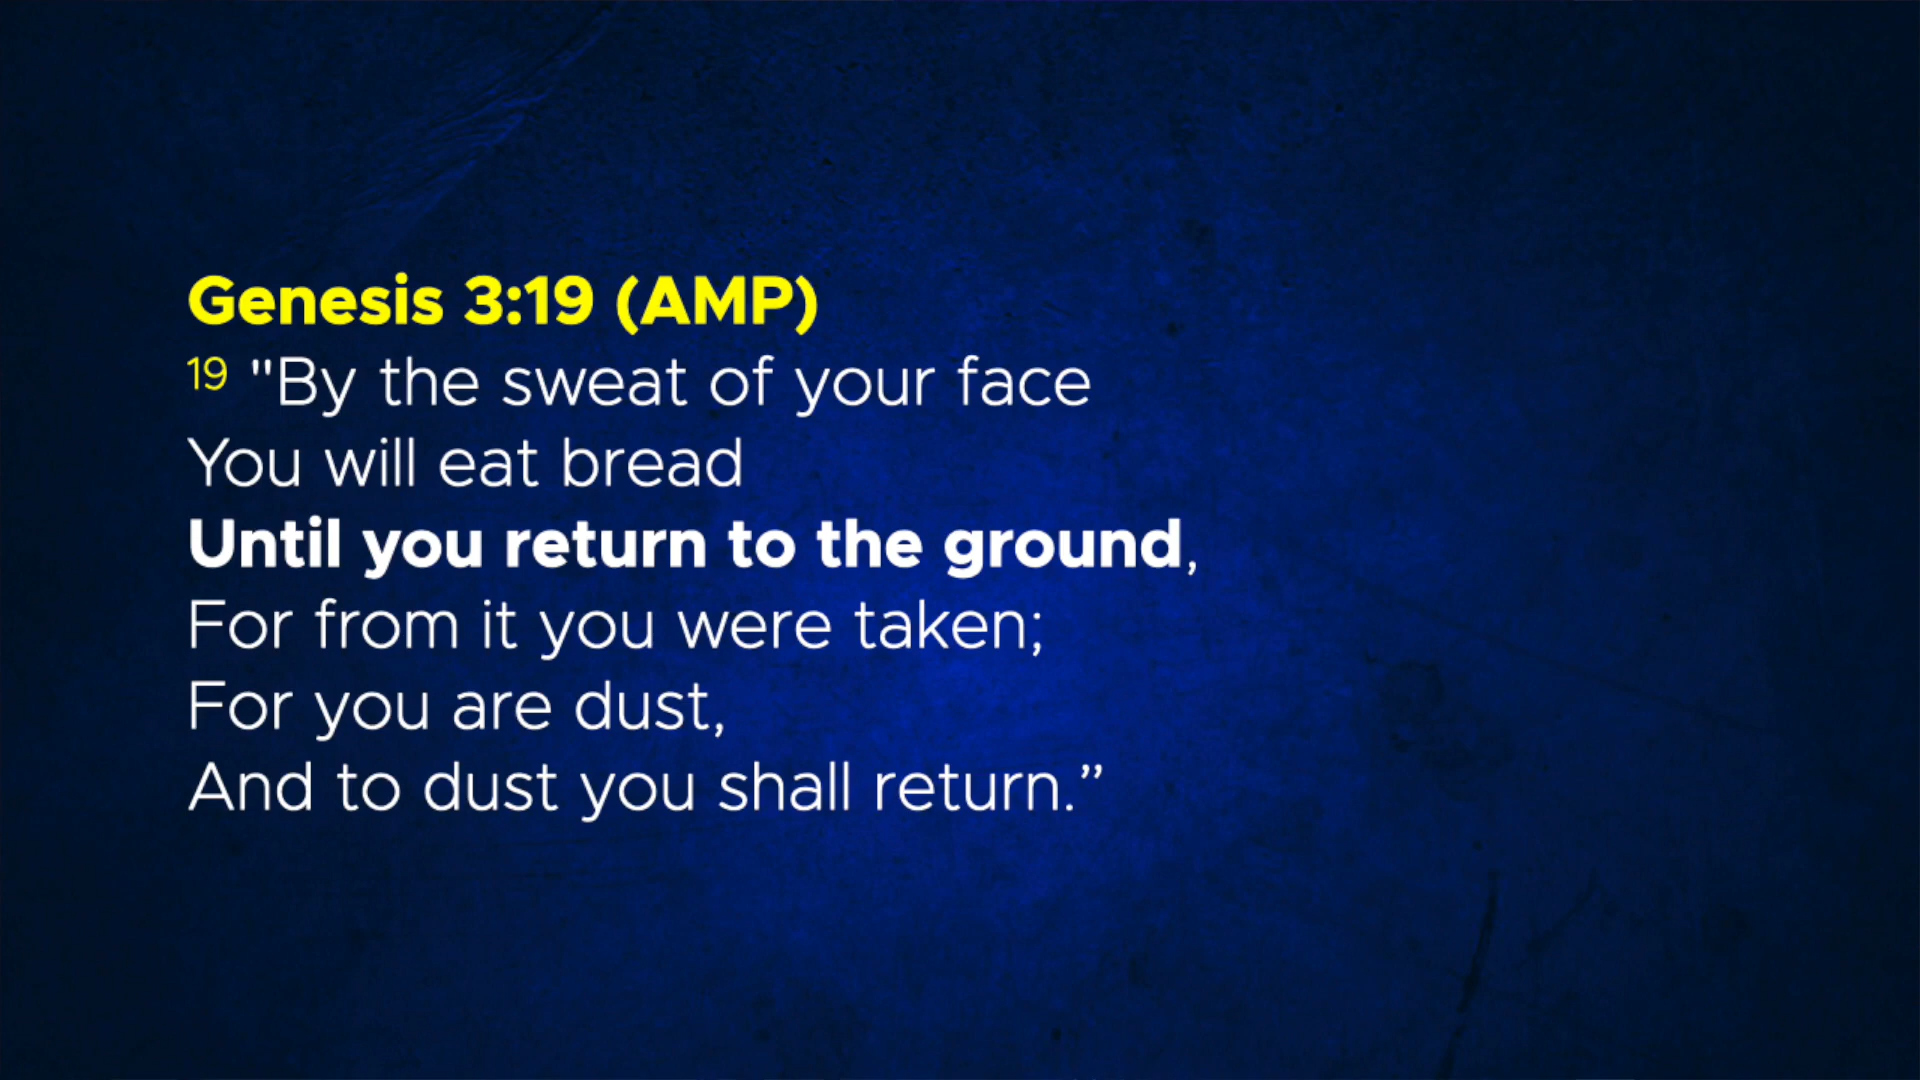 Genesis 3:19 (AMP)
19 "By the sweat of your face
You will eat bread
Until you return to the ground,
For from it you were taken;
For you are dust,
And to dust you shall return.”